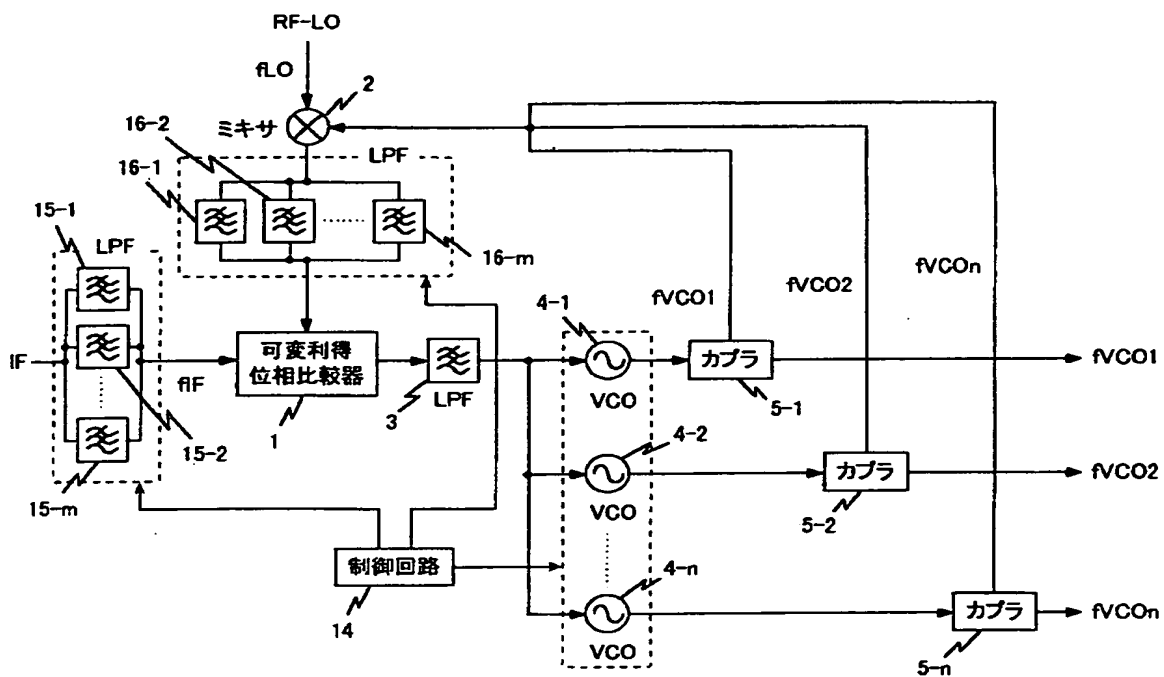 RF-LO
fLO
2
ミキサ
16-2
16-1
LPF
16-m
15-1
LPF
IF
fIF
15-2
15-m
可変利得
位相比較器
1
3
LPF
fVCO1
fVCO2
fVCOn
4-1
VCO
カプラ
5-1
fVCO1
4-2
VCO
カプラ
5-2
fVCO2
制御回路
14
4-n
VCO
カプラ
5-n
fVCOn